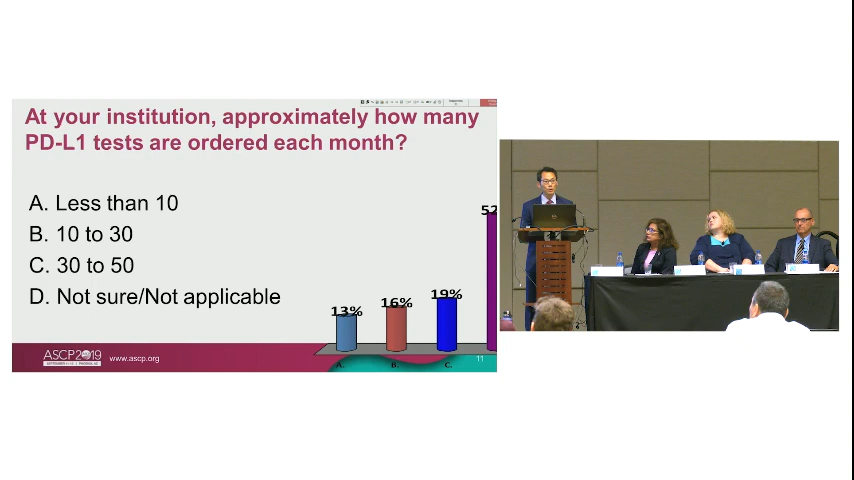 At your institution, approximately how many
PD-L1 tests are ordered each month?
A. Less than 10
B. 10 to 30
C. 30 to 50
D. Not sure/Not applicable
13%
16%
19%
52
A.
B.
C.
ASCP2019
www.ascp.org
11